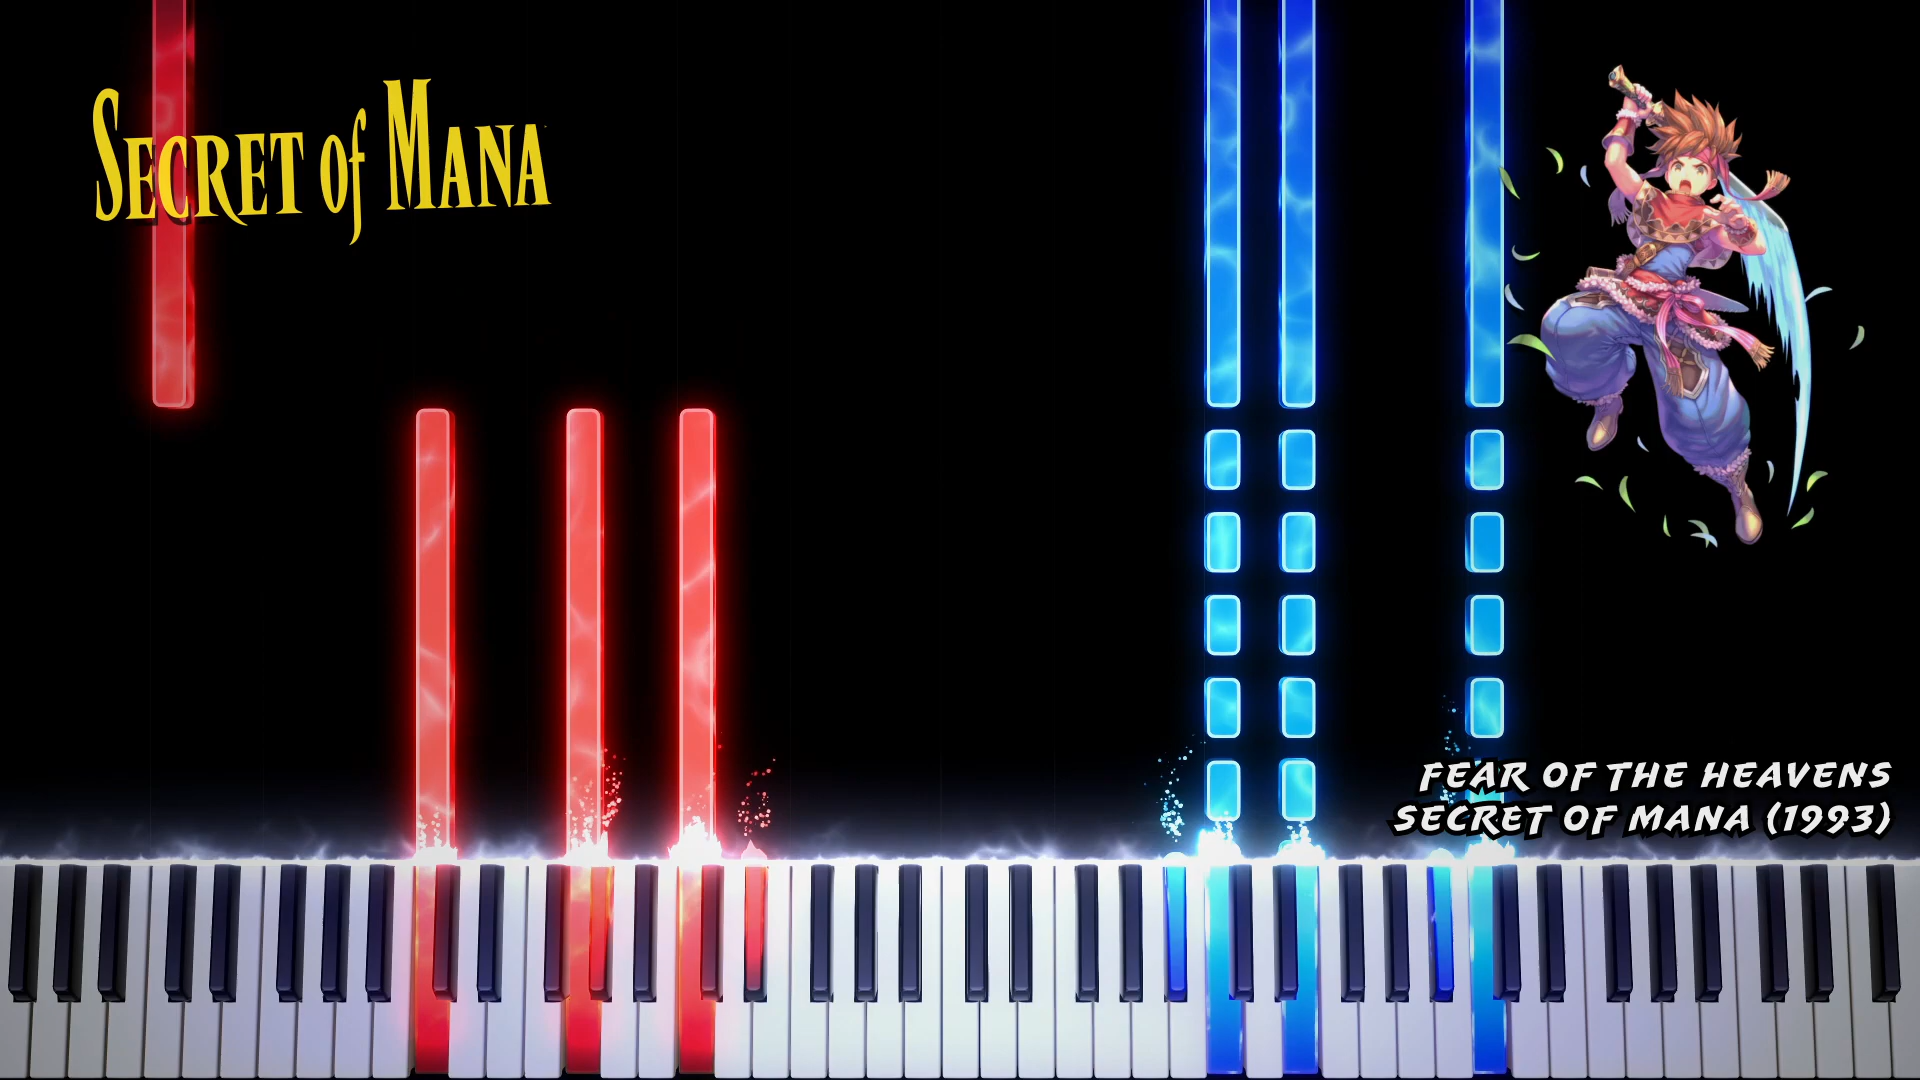 SECRET of MANA
FEAR OF THE HEAVENS
SECRET OF MANA (1993)